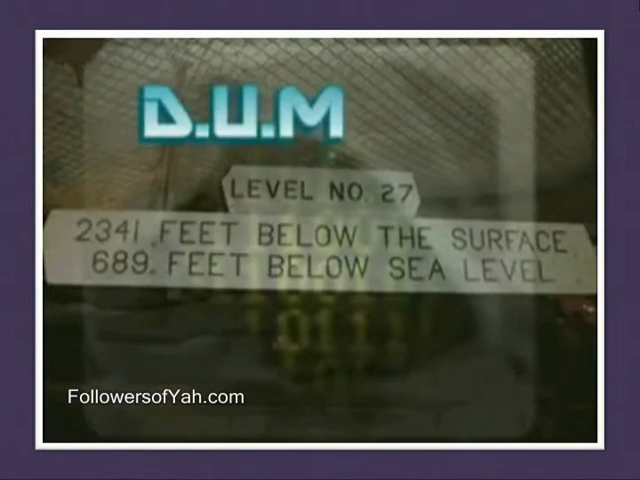 D.U.M
LEVEL NO. 27
2341 FEET BELOW THE SURFACE
689 FEET BELOW SEA LEVEL
FollowersofYah.com